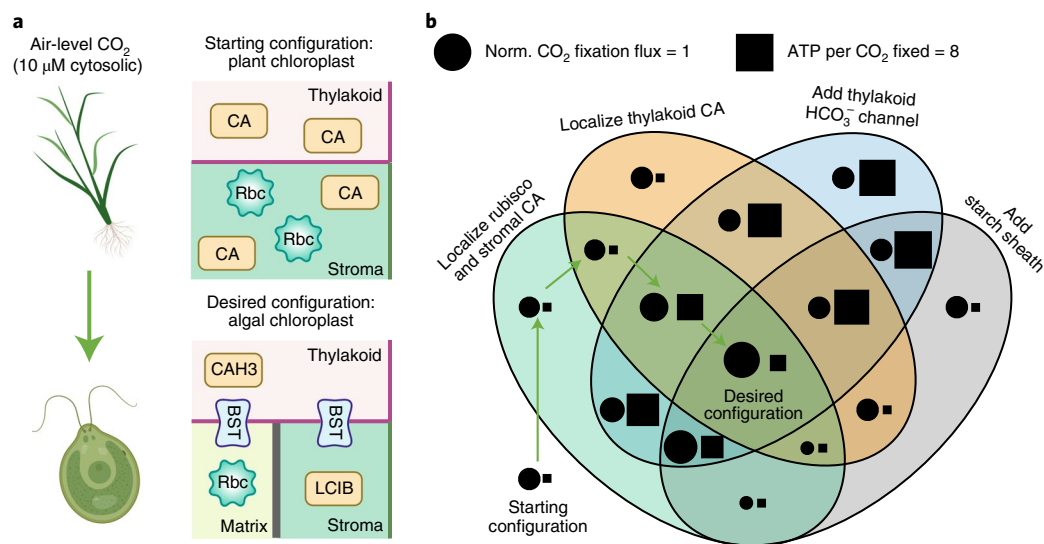 a
Air-level CO₂
(10 μM cytosolic)
Starting configuration:
plant chloroplast
Thylakoid
CA
CA
Rbc
CA
Rbc
CA
Stroma
Desired configuration:
algal chloroplast
Thylakoid
CAH3
BST
BST
Rbc
LCIB
Matrix
Stroma
b
Norm. CO₂ fixation flux = 1
ATP per CO₂ fixed = 8
Localize rubisco
and stromal CA
Localize thylakoid CA
Add thylakoid
HCO₃⁻ channel
Add
starch sheath
Desired
configuration
Starting
configuration